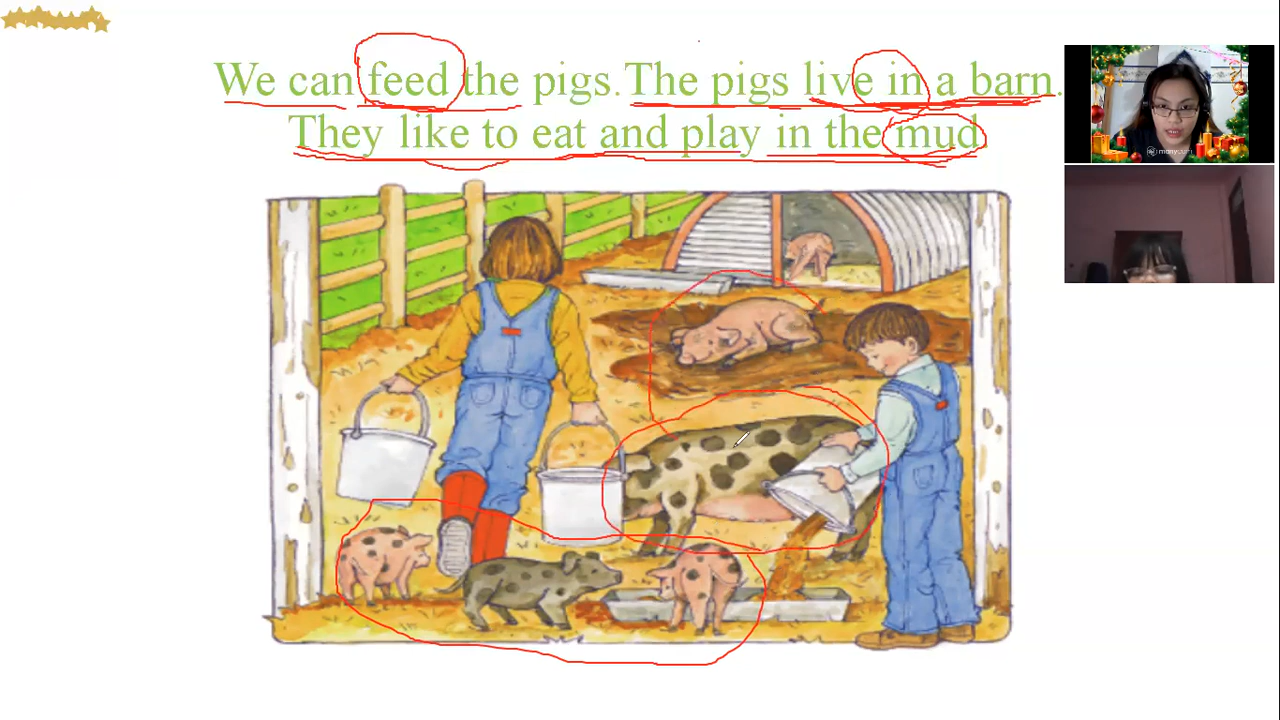 We can feed the pigs.The pigs live in a barn.
They like to eat and play in the mud.
manycam